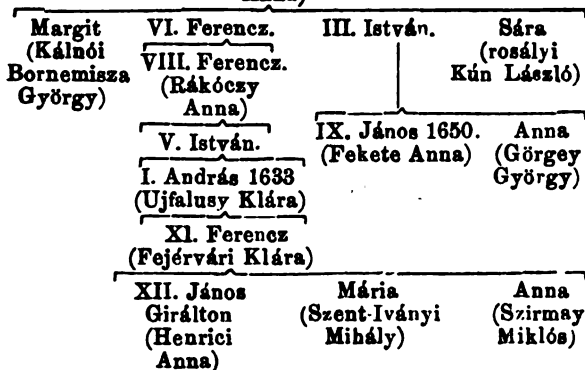 Margit VI. Ferencz. III. István. Sára
(Kálnói VIII. Ferencz. (rosályi
Bornemisza (Rákóczy Kún László)
György) Anna)
V. István. IX. János 1650. Anna
(Fekete Anna) (Görgey
I. András 1633 György)
(Ujfalusy Klára)
XI. Ferencz
(Fejérvári Klára)
XII. János Mária Anna
Girálton (Szent-Iványi (Szirmay
(Henrici Mihály) Miklós)
Anna)